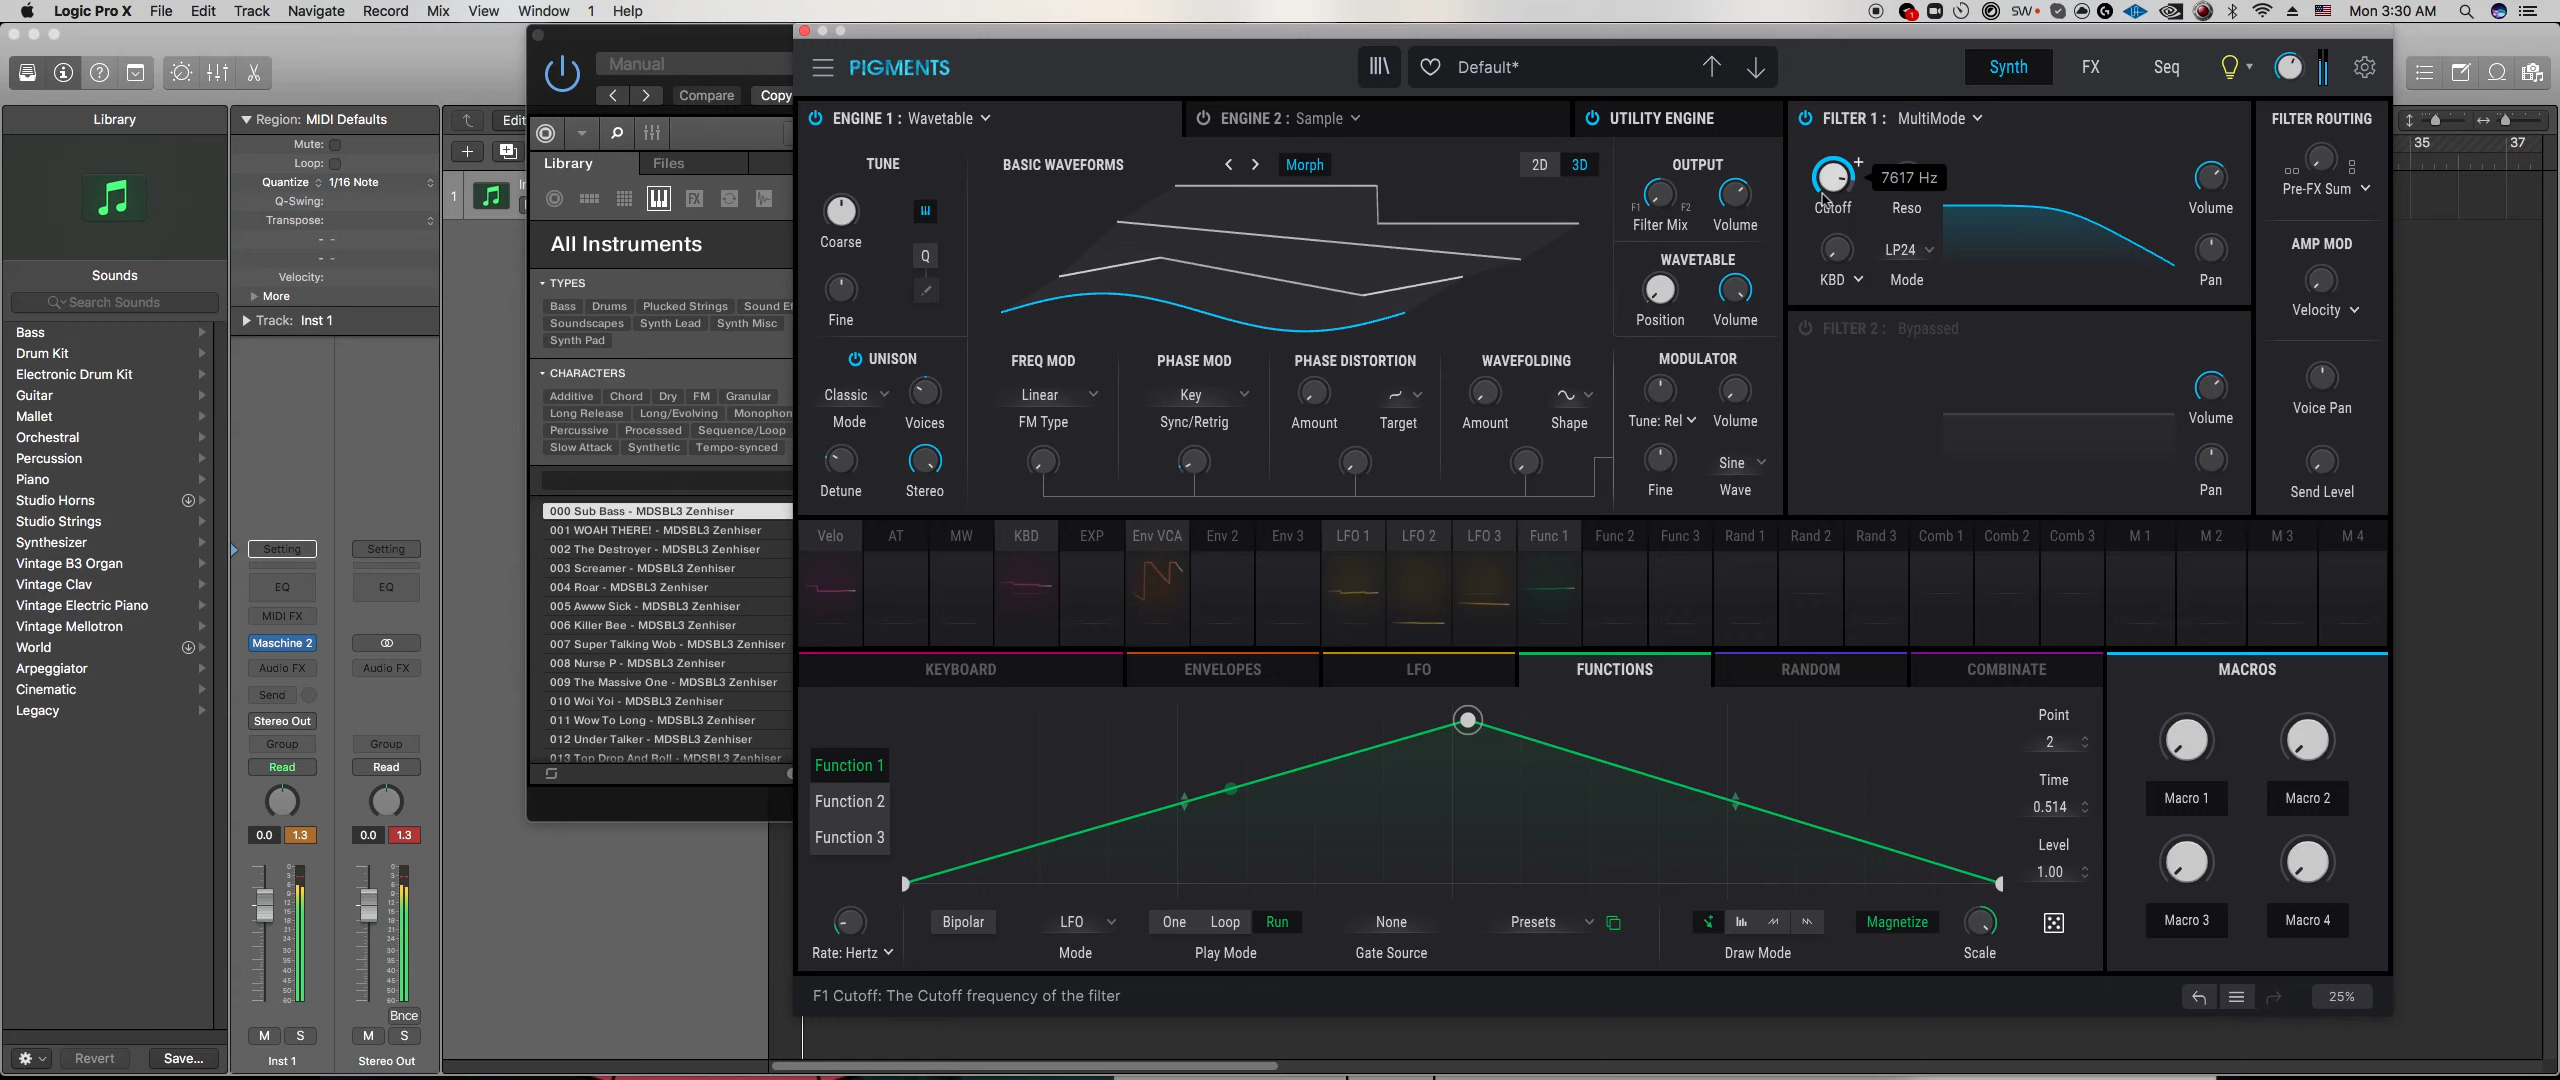 Logic Pro X File Edit Track Navigate Record Mix View Window 1 Help
SW Mon 3:30 AM
Library
Sounds
Search Sounds
Bass
Drum Kit
Electronic Drum Kit
Guitar
Mallet
Orchestral
Percussion
Piano
Studio Horns
Studio Strings
Synthesizer
Vintage B3 Organ
Vintage Clav
Vintage Electric Piano
Vintage Mellotron
World
Arpeggiator
Cinematic
Legacy
Revert Save...
Region: MIDI Defaults
Mute:
Loop:
Quantize 1/16 Note
Q-Swing:
Transpose:
Velocity:
More
Track: Inst 1
Setting Setting
EQ EQ
MIDI FX
Maschine 2
Audio FX Audio FX
Send
Stereo Out
Group Group
Read Read
0.0 1.3 0.0 1.3
Bnce
M S M S
Inst 1 Stereo Out
Edit
1
35 37
Manual
Compare Copy
Library Files
All Instruments
TYPES
Bass Drums Plucked Strings Sound Ef
Soundscapes Synth Lead Synth Misc
Synth Pad
CHARACTERS
Additive Chord Dry FM Granular
Long Release Long/Evolving Monophon
Percussive Processed Sequence/Loop
Slow Attack Synthetic Tempo-synced
000 Sub Bass - MDSBL3 Zenhiser
001 WOAH THERE! - MDSBL3 Zenhiser
002 The Destroyer - MDSBL3 Zenhiser
003 Screamer - MDSBL3 Zenhiser
004 Roar - MDSBL3 Zenhiser
005 Awww Sick - MDSBL3 Zenhiser
006 Killer Bee - MDSBL3 Zenhiser
007 Super Talking Wob - MDSBL3 Zenhiser
008 Nurse P - MDSBL3 Zenhiser
009 The Massive One - MDSBL3 Zenhiser
010 Woi Yoi - MDSBL3 Zenhiser
011 Wow To Long - MDSBL3 Zenhiser
012 Under Talker - MDSBL3 Zenhiser
013 Top Drop And Roll - MDSBL3 Zenhiser
PIGMENTS
Default*
Synth FX Seq
ENGINE 1 : Wavetable
ENGINE 2 : Sample
UTILITY ENGINE
TUNE
Coarse
Q
Fine
BASIC WAVEFORMS Morph 2D 3D
UNISON
Classic
Mode Voices
Detune Stereo
FREQ MOD
Linear
FM Type
PHASE MOD
Key
Sync/Retrig
PHASE DISTORTION
Amount Target
WAVEFOLDING
Amount Shape
OUTPUT
F1 F2
Filter Mix Volume
WAVETABLE
Position Volume
MODULATOR
Tune: Rel Volume
Sine
Fine Wave
FILTER 1 : MultiMode
7617 Hz
Cutoff Reso Volume
LP24
KBD Mode Pan
FILTER 2 : Bypassed
Volume
Pan
FILTER ROUTING
Pre-FX Sum
AMP MOD
Velocity
Voice Pan
Send Level
Velo AT MW KBD EXP Env VCA Env 2 Env 3 LFO 1 LFO 2 LFO 3 Func 1 Func 2 Func 3 Rand 1 Rand 2 Rand 3 Comb 1 Comb 2 Comb 3 M 1 M 2 M 3 M 4
KEYBOARD ENVELOPES LFO FUNCTIONS RANDOM COMBINATE MACROS
Function 1
Function 2
Function 3
Point
2
Time
0.514
Level
1.00
Macro 1 Macro 2
Macro 3 Macro 4
Bipolar LFO One Loop Run None Presets Magnetize
Rate: Hertz Mode Play Mode Gate Source Draw Mode Scale
F1 Cutoff: The Cutoff frequency of the filter
25%